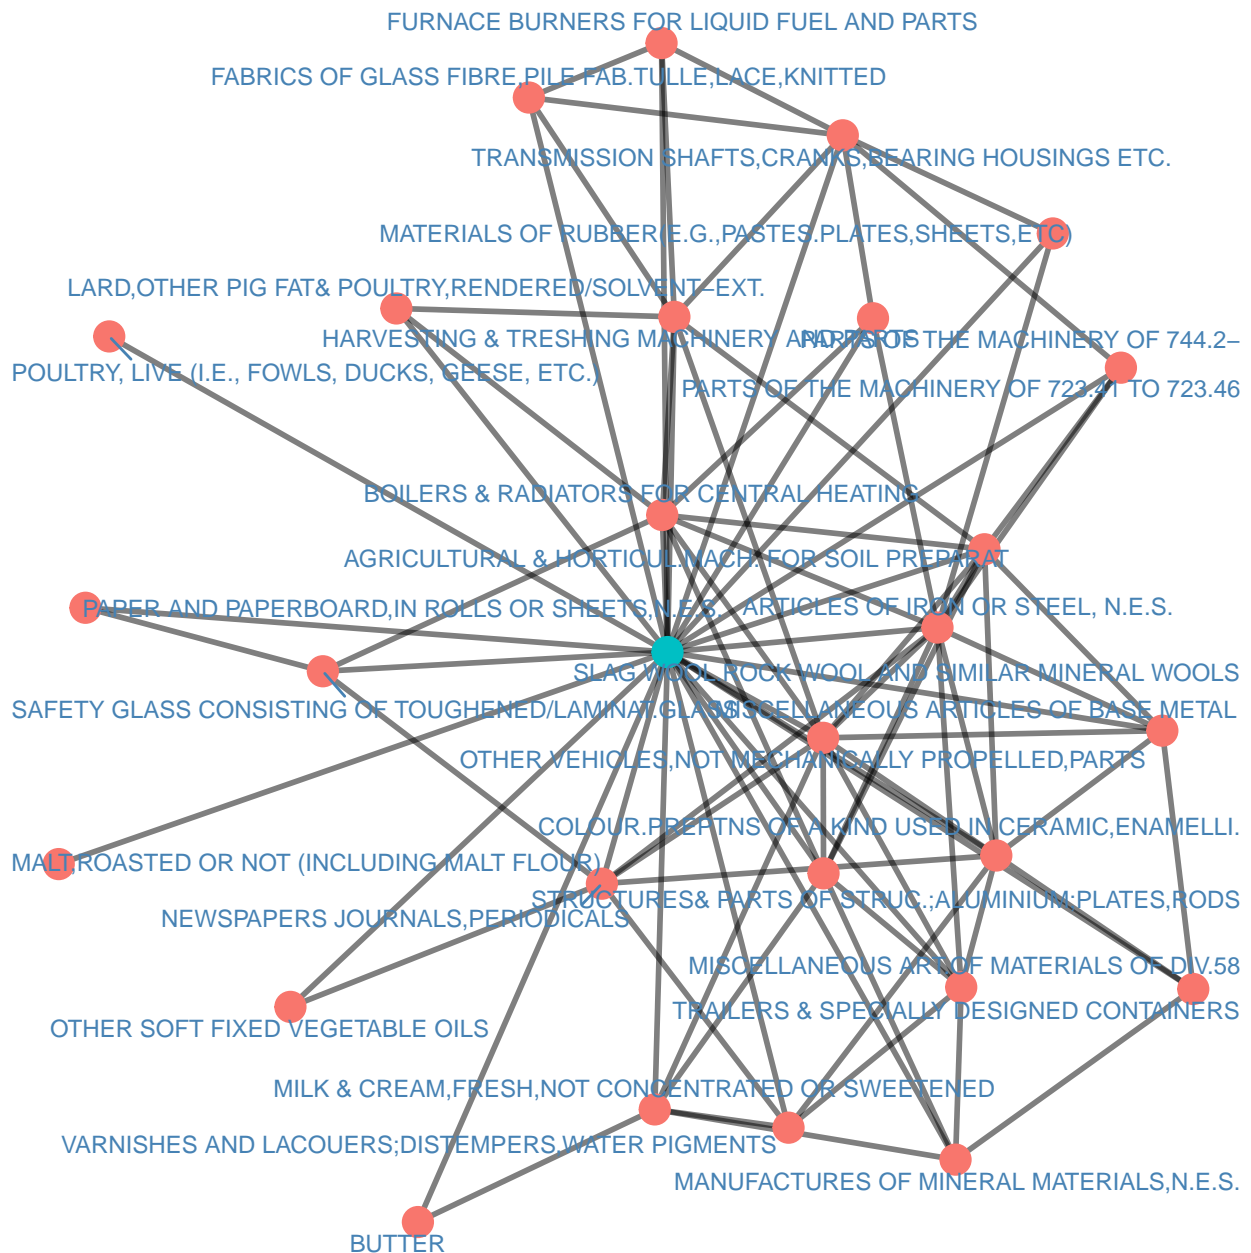 FURNACE BURNERS FOR LIQUID FUEL AND PARTS
FABRICS OF GLASS FIBRE,PILE FAB.TULLE,LACE,KNITTED
TRANSMISSION SHAFTS,CRANKS,BEARING HOUSINGS ETC.
MATERIALS OF RUBBER(E.G.,PASTES.PLATES,SHEETS,ETC)
LARD,OTHER PIG FAT& POULTRY,RENDERED/SOLVENT–EXT.
HARVESTING & TRESHING MACHINERY AND PARTS
PARTS OF THE MACHINERY OF 744.2–
POULTRY, LIVE (I.E., FOWLS, DUCKS, GEESE, ETC.)
PARTS OF THE MACHINERY OF 723.41 TO 723.46
BOILERS & RADIATORS FOR CENTRAL HEATING
AGRICULTURAL & HORTICUL.MACH. FOR SOIL PREPARAT
PAPER AND PAPERBOARD,IN ROLLS OR SHEETS,N.E.S.
ARTICLES OF IRON OR STEEL, N.E.S.
SLAG WOOL,ROCK WOOL AND SIMILAR MINERAL WOOLS
SAFETY GLASS CONSISTING OF TOUGHENED/LAMINAT.GLASS
MISCELLANEOUS ARTICLES OF BASE METAL
OTHER VEHICLES,NOT MECHANICALLY PROPELLED,PARTS
COLOUR.PREPTNS OF A KIND USED IN CERAMIC,ENAMELLI.
MALT,ROASTED OR NOT (INCLUDING MALT FLOUR)
STRUCTURES& PARTS OF STRUC.;ALUMINIUM;PLATES,RODS
NEWSPAPERS JOURNALS,PERIODICALS
MISCELLANEOUS ART.OF MATERIALS OF DIV.58
TRAILERS & SPECIALLY DESIGNED CONTAINERS
OTHER SOFT FIXED VEGETABLE OILS
MILK & CREAM,FRESH,NOT CONCENTRATED OR SWEETENED
VARNISHES AND LACQUERS;DISTEMPERS,WATER PIGMENTS
MANUFACTURES OF MINERAL MATERIALS,N.E.S.
BUTTER